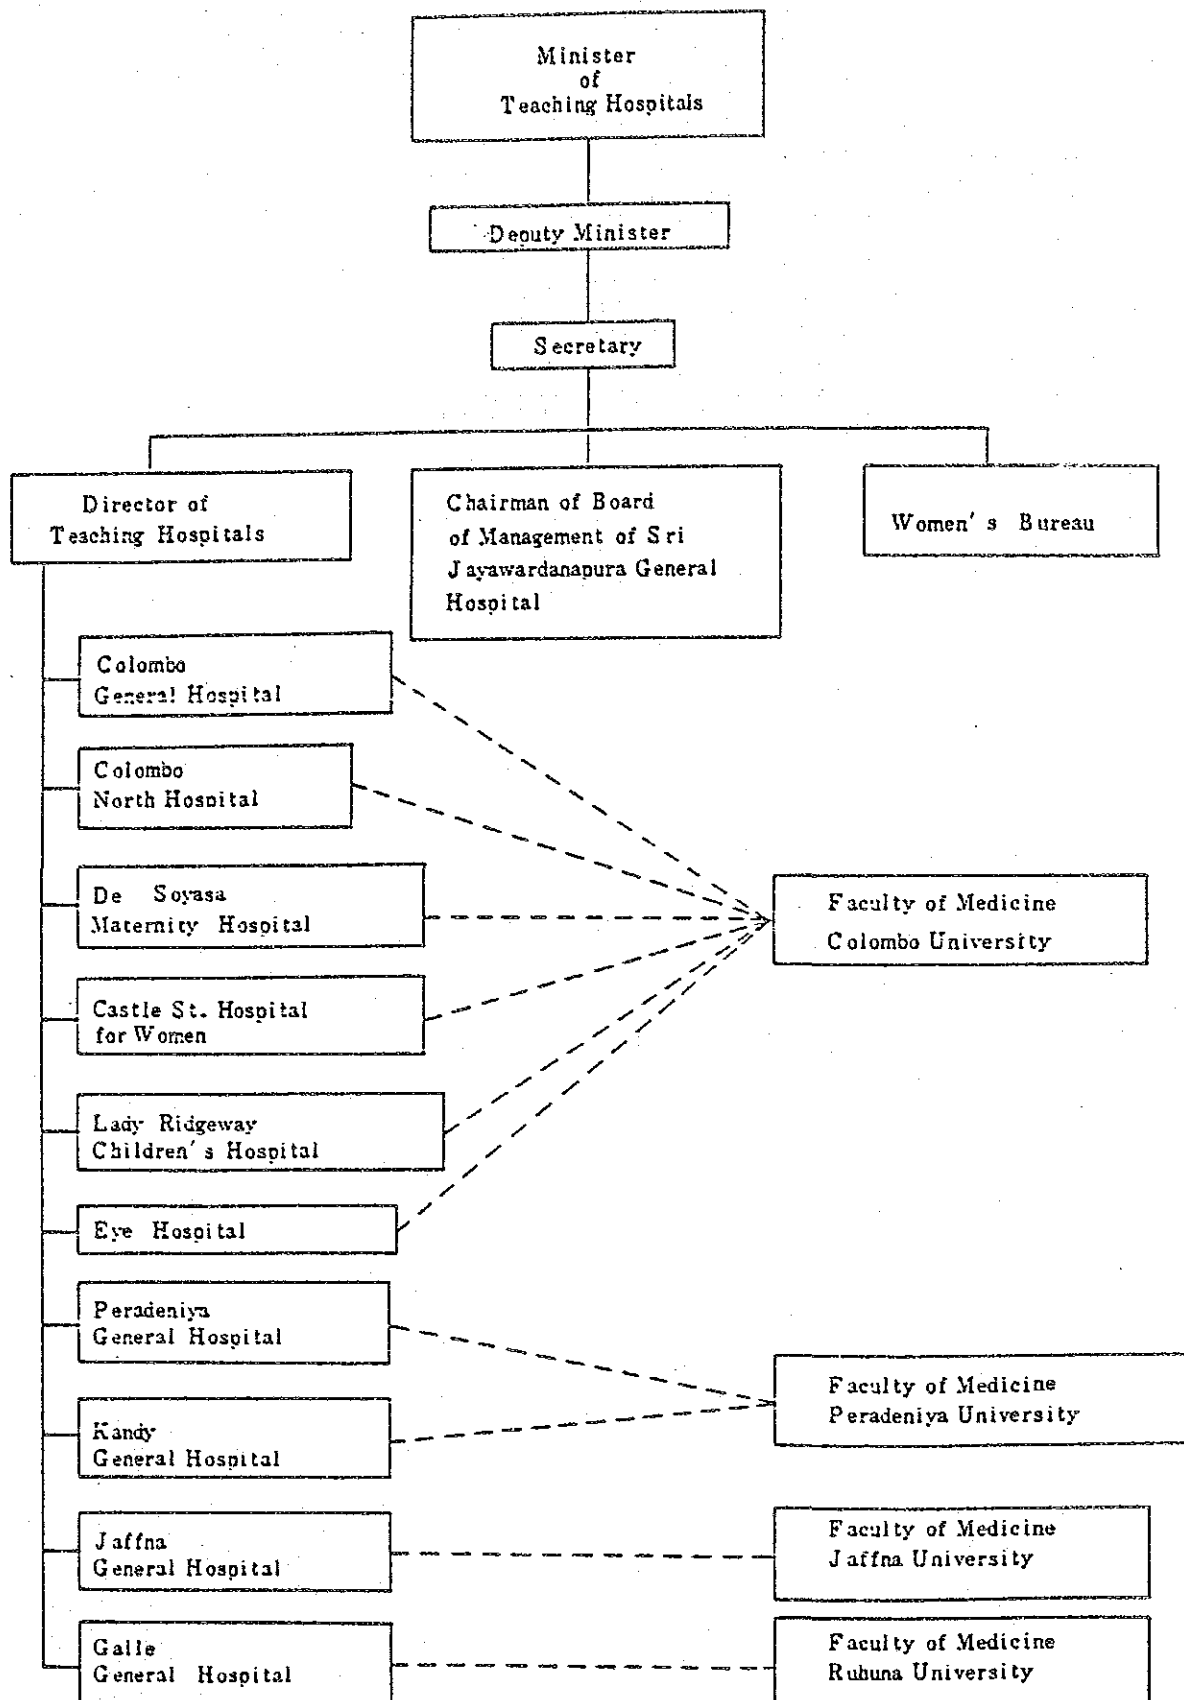 Minister
of
Teaching Hospitals
Deputy Minister
Secretary
Director of
Teaching Hospitals
Chairman of Board
of Management of Sri
Jayawardanapura General
Hospital
Women's Bureau
Colombo
General Hospital
Colombo
North Hospital
De Soyasa
Maternity Hospital
Castle St. Hospital
for Women
Lady Ridgeway
Children's Hospital
Eye Hospital
Peradeniya
General Hospital
Kandy
General Hospital
Jaffna
General Hospital
Galle
General Hospital
Faculty of Medicine
Colombo University
Faculty of Medicine
Peradeniya University
Faculty of Medicine
Jaffna University
Faculty of Medicine
Ruhuna University